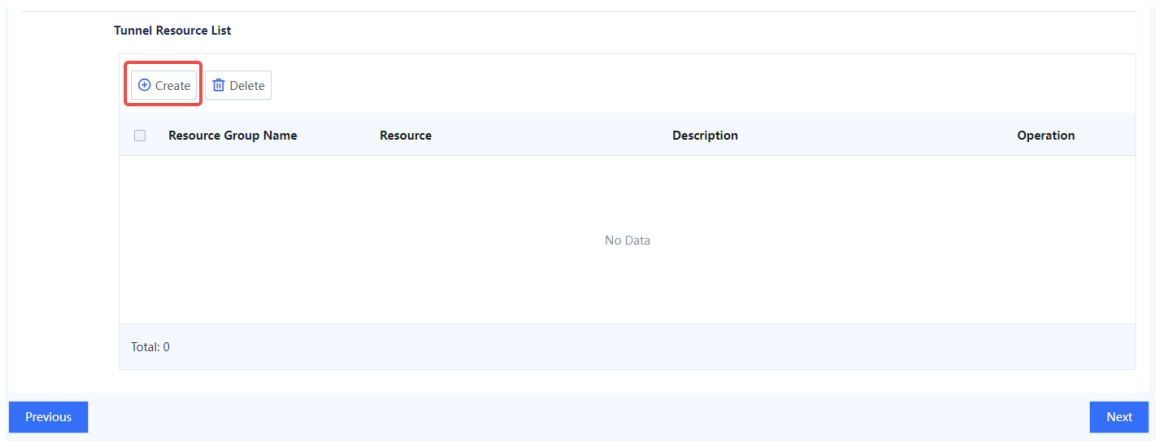 Tunnel Resource List
Create Delete
Resource Group Name Resource Description Operation
No Data
Total: 0
Previous Next